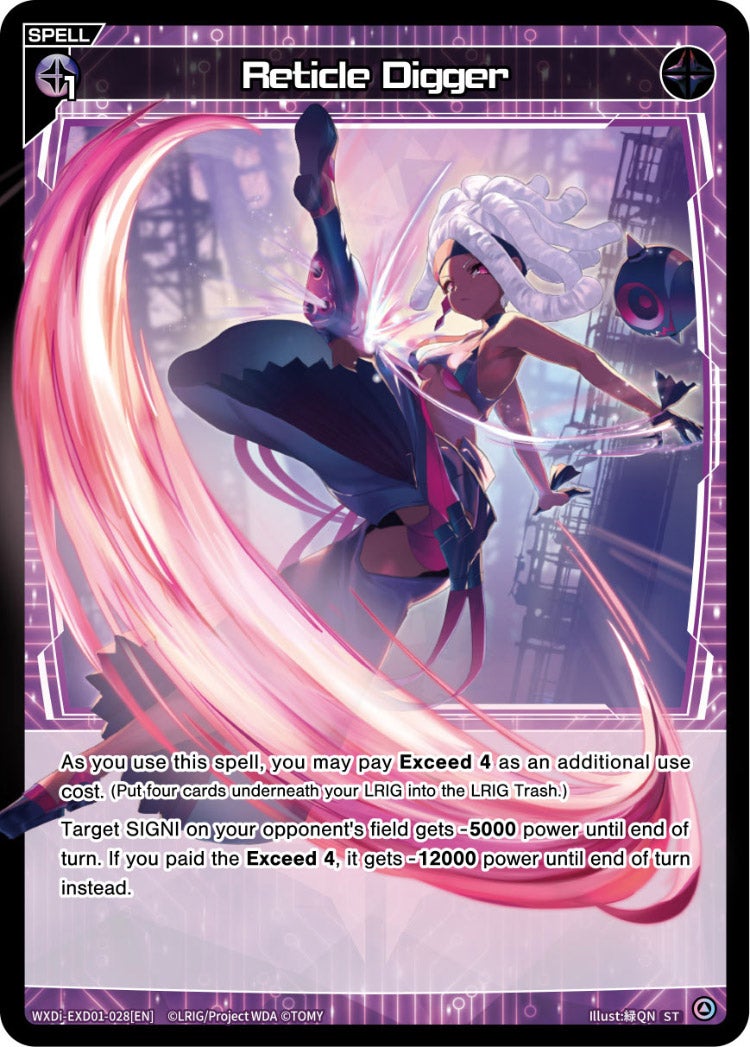 SPELL
1
Reticle Digger
As you use this spell, you may pay Exceed 4 as an additional use
cost. (Put four cards underneath your LRIG into the LRIG Trash.)
Target SIGNI on your opponent's field gets -5000 power until end of
turn. If you paid the Exceed 4, it gets -12000 power until end of turn
instead.
WXDi-EXD01-028[EN] ©LRIG/Project WDA ©TOMY
Illust:緑QN ST